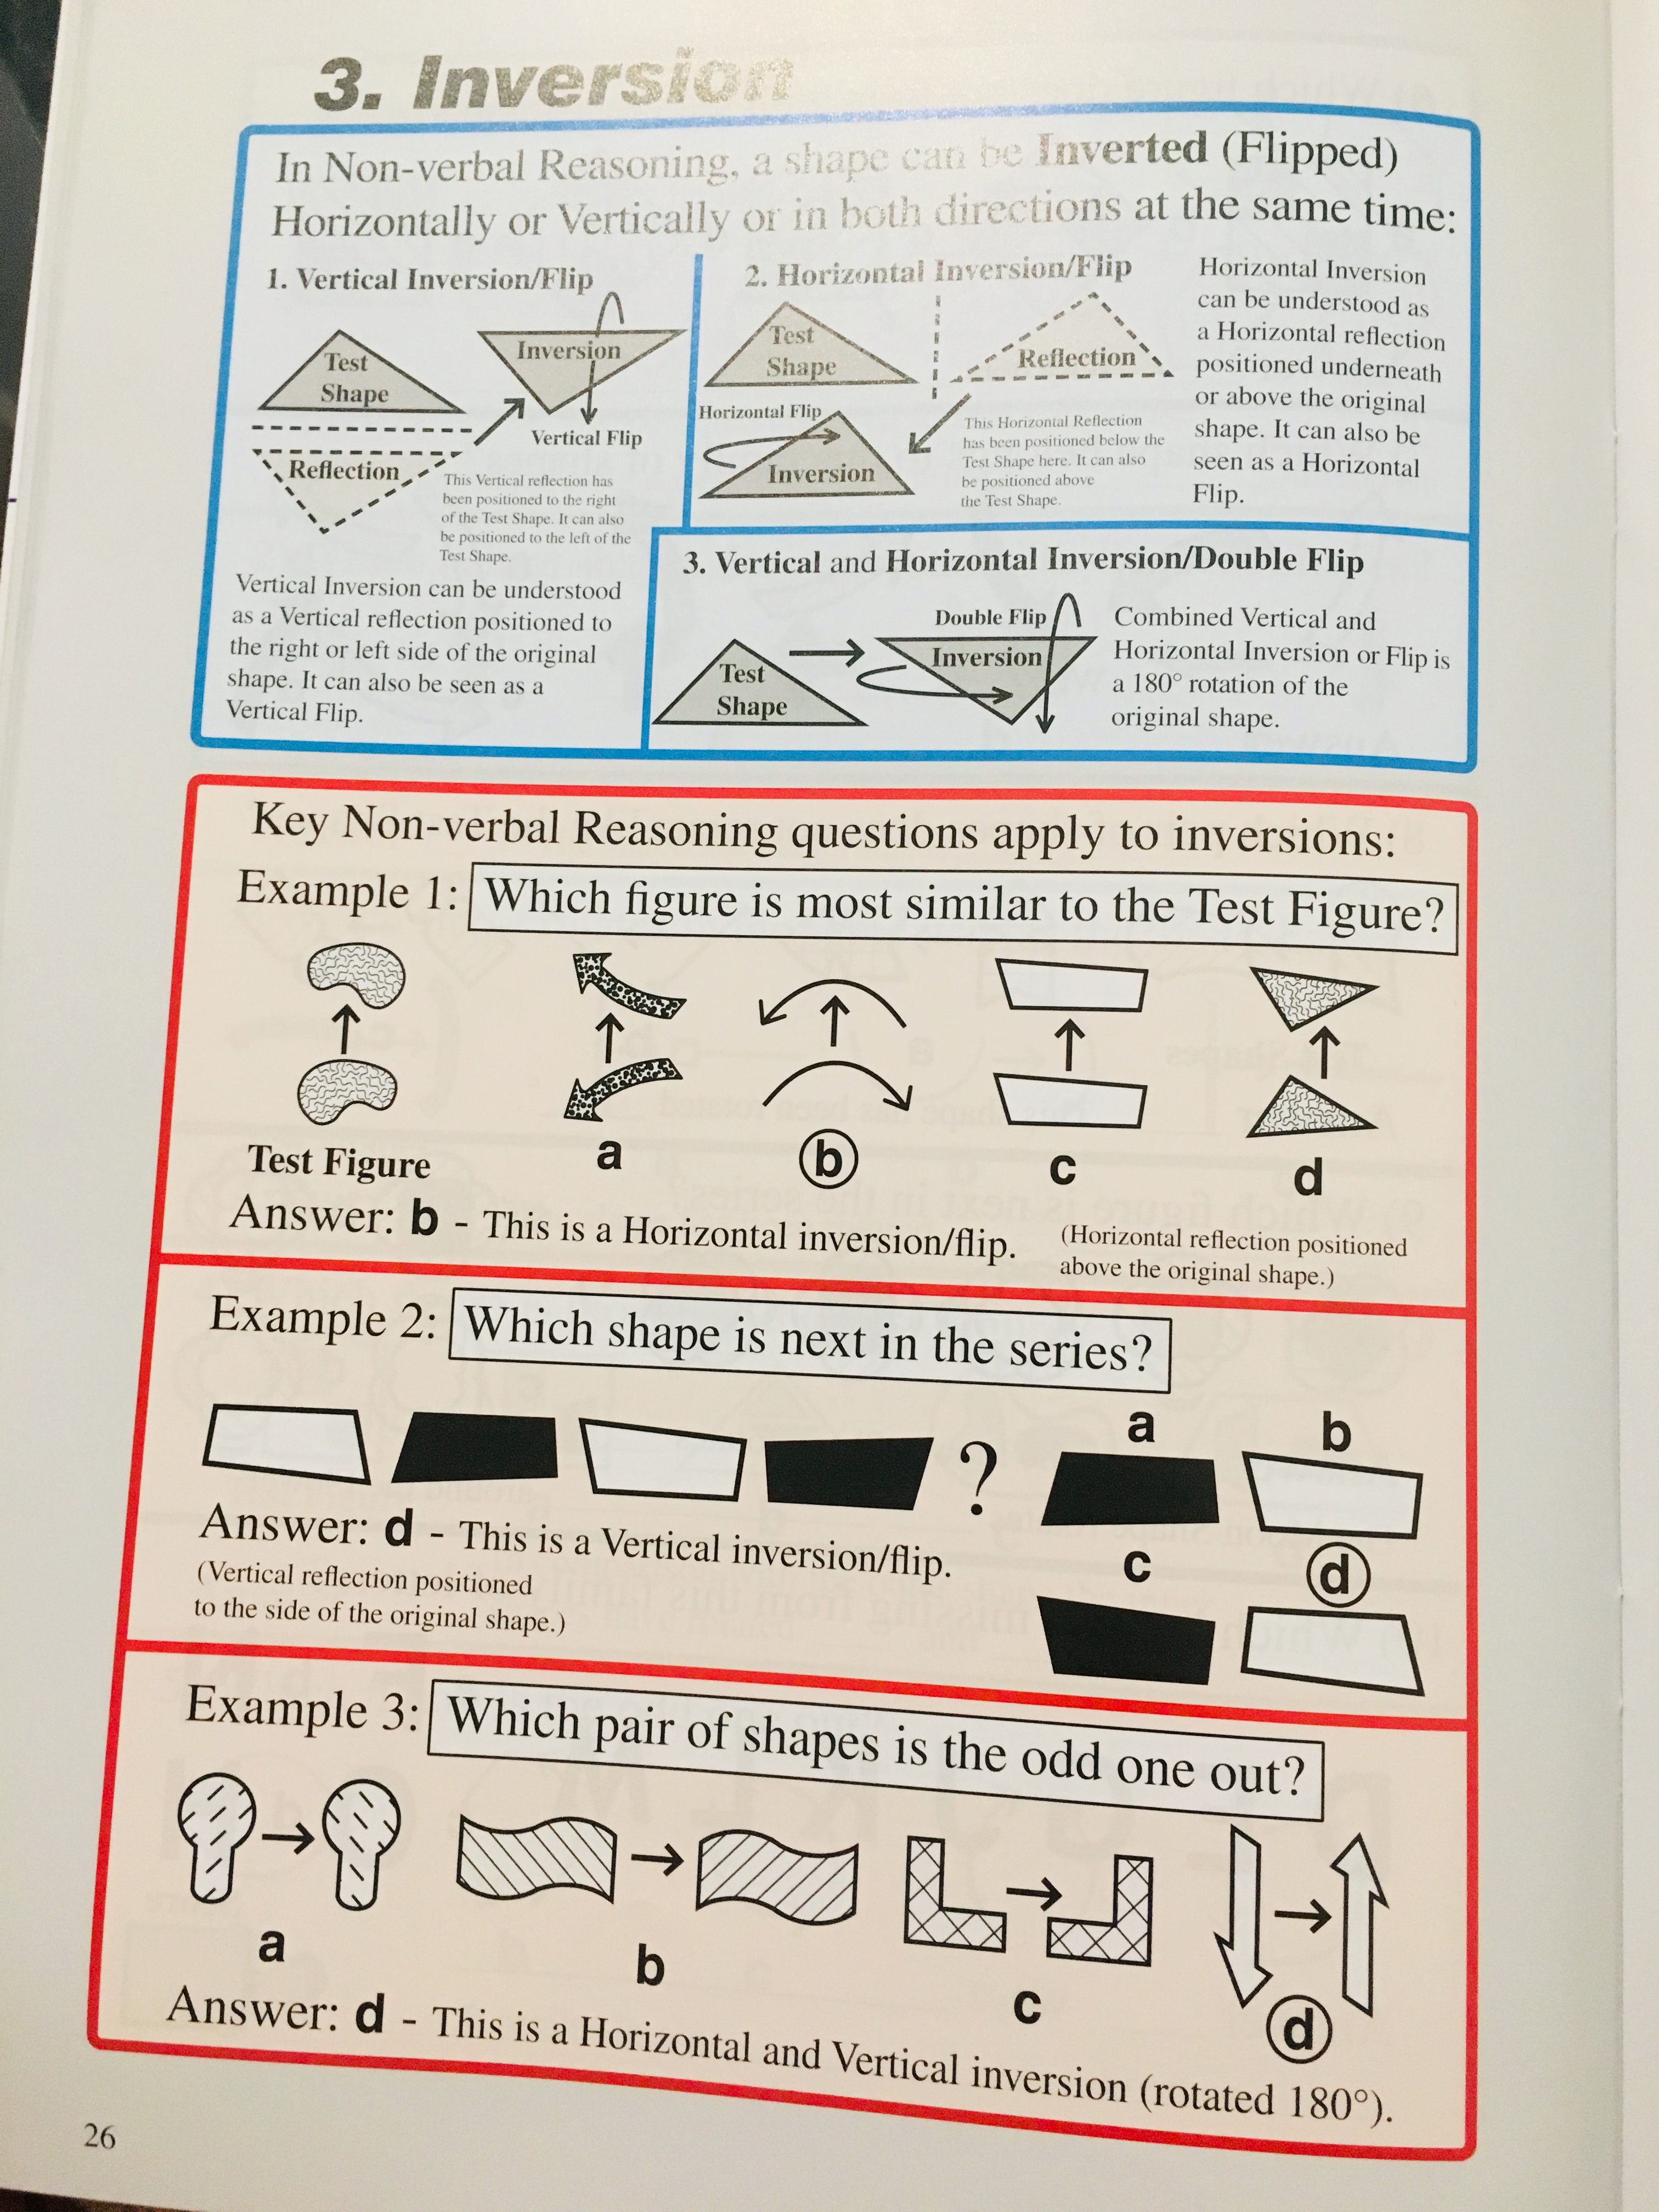 3. Inversion
In Non-verbal Reasoning, a shape can be Inverted (Flipped)
Horizontally or Vertically or in both directions at the same time:
1. Vertical Inversion/Flip
Test
Shape
Inversion
Vertical Flip
Reflection
This Vertical reflection has
been positioned to the right
of the Test Shape. It can also
be positioned to the left of the
Test Shape.
Vertical Inversion can be understood
as a Vertical reflection positioned to
the right or left side of the original
shape. It can also be seen as a
Vertical Flip.
2. Horizontal Inversion/Flip
Test
Shape
Reflection
Horizontal Flip
Inversion
This Horizontal Reflection
has been positioned below the
Test Shape here. It can also
be positioned above
the Test Shape.
Horizontal Inversion
can be understood as
a Horizontal reflection
positioned underneath
or above the original
shape. It can also be
seen as a Horizontal
Flip.
3. Vertical and Horizontal Inversion/Double Flip
Test
Shape
Double Flip
Inversion
Combined Vertical and
Horizontal Inversion or Flip is
a 180° rotation of the
original shape.
Key Non-verbal Reasoning questions apply to inversions:
Example 1: Which figure is most similar to the Test Figure?
Test Figure
a
b
c
d
Answer: b - This is a Horizontal inversion/flip.
(Horizontal reflection positioned
above the original shape.)
Example 2: Which shape is next in the series?
?
a
b
c
d
Answer: d - This is a Vertical inversion/flip.
(Vertical reflection positioned
to the side of the original shape.)
Example 3: Which pair of shapes is the odd one out?
a
b
c
d
Answer: d - This is a Horizontal and Vertical inversion (rotated 180°).
26